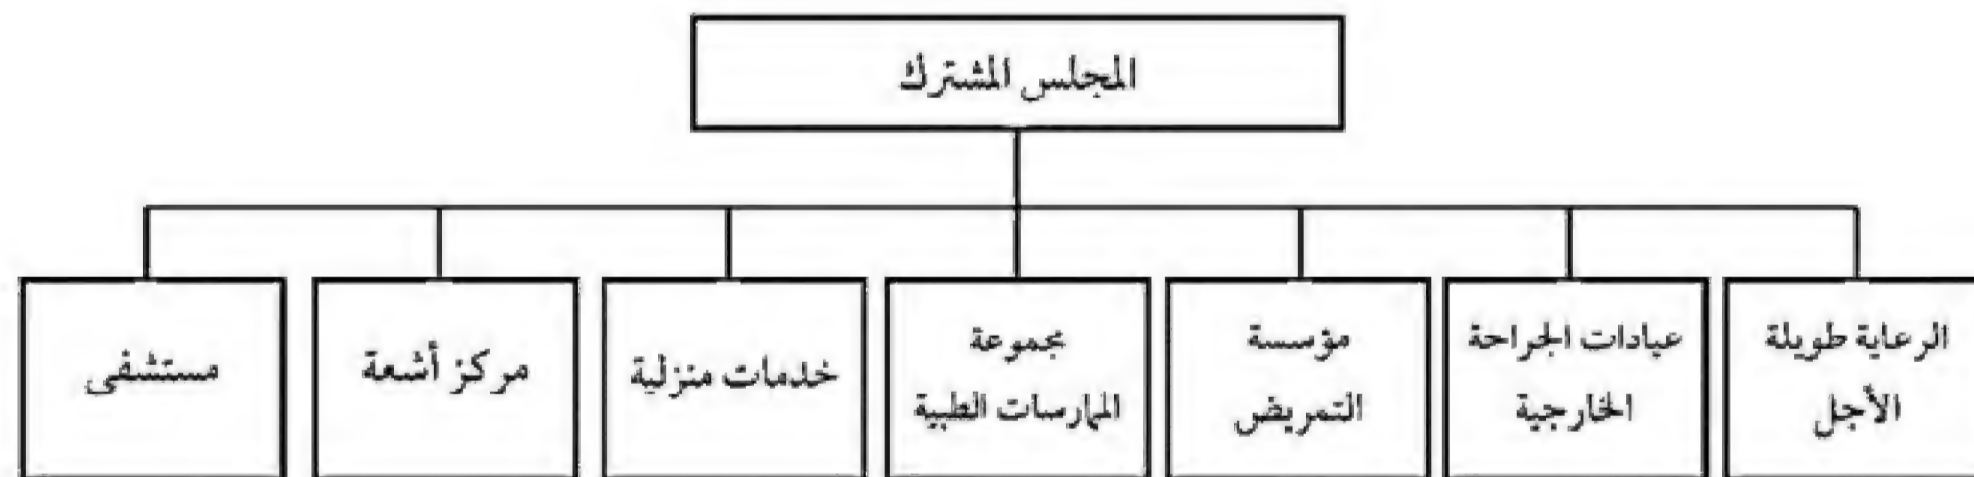 المجلس المشترك
الرعاية طويلة
الأجل
عيادات الجراحة
الخارجية
مؤسسة
التمريض
مجموعة
الممارسات الطبية
خدمات منزلية
مركز أشعة
مستشفى